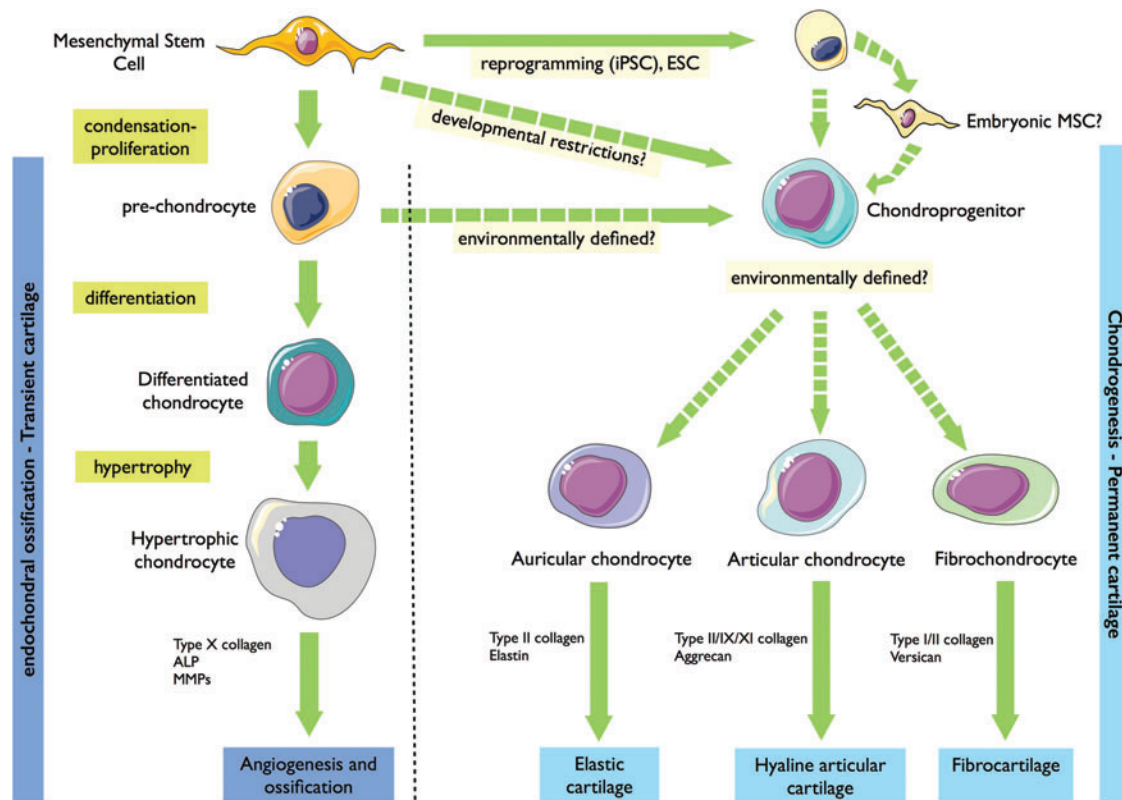 Mesenchymal Stem
Cell
reprogramming (iPSC), ESC
Embryonic MSC?
developmental restrictions?
condensation-
proliferation
pre-chondrocyte
Chondroprogenitor
environmentally defined?
environmentally defined?
differentiation
Differentiated
chondrocyte
hypertrophy
Hypertrophic
chondrocyte
Auricular chondrocyte
Articular chondrocyte
Fibrochondrocyte
Type X collagen
ALP
MMPs
Type II collagen
Elastin
Type II/IX/XI collagen
Aggrecan
Type I/II collagen
Versican
Angiogenesis and
ossification
Elastic
cartilage
Hyaline articular
cartilage
Fibrocartilage
endochondral ossification - Transient cartilage
Chondrogenesis - Permanent cartilage